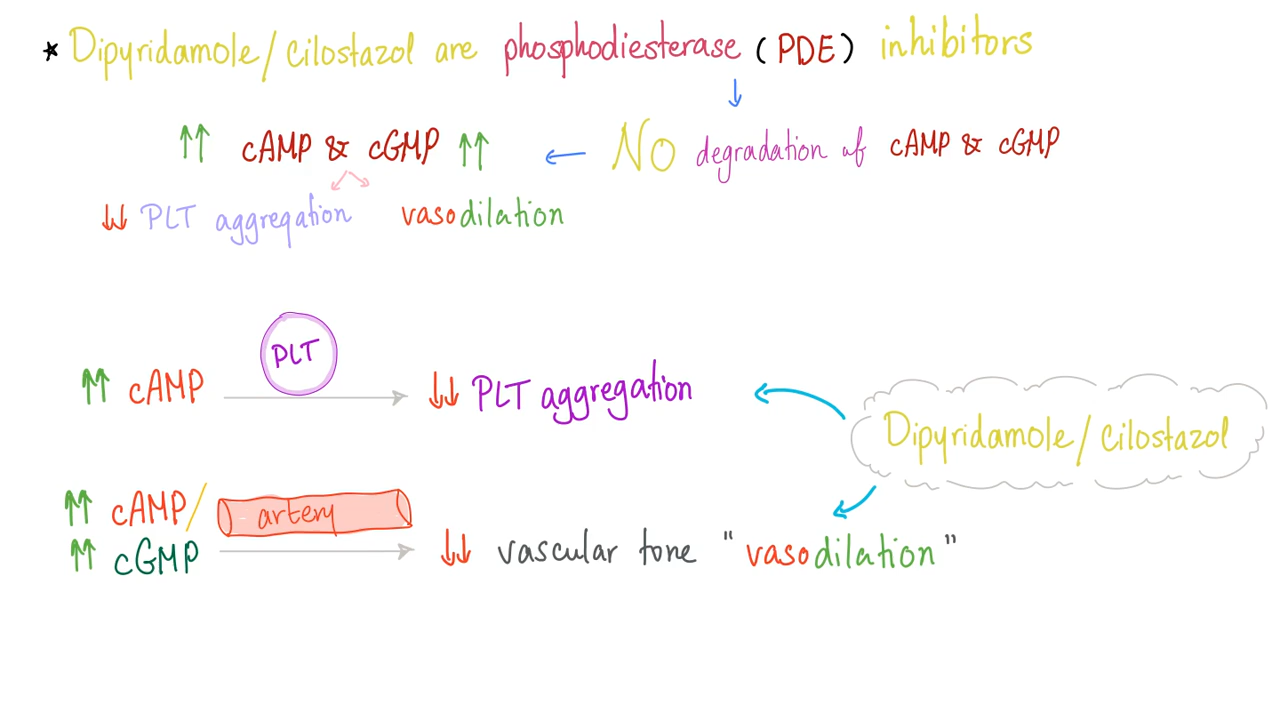 * Dipyridamole/Cilostazol are phosphodiesterase (PDE) inhibitors
↓
↑↑ cAMP & cGMP ↑↑ ← NO degradation of cAMP & cGMP
↓↓ PLT aggregation vasodilation
PLT
↑↑ cAMP → ↓↓ PLT aggregation
Dipyridamole/Cilostazol
↑↑ cAMP/ artery
↑↑ cGMP → ↓↓ vascular tone "vasodilation"